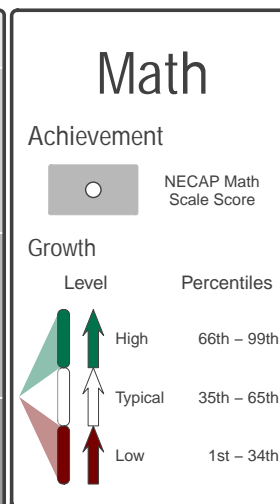 Math
Achievement
NECAP Math
Scale Score
Growth
Level Percentiles
High 66th – 99th
Typical 35th – 65th
Low 1st – 34th